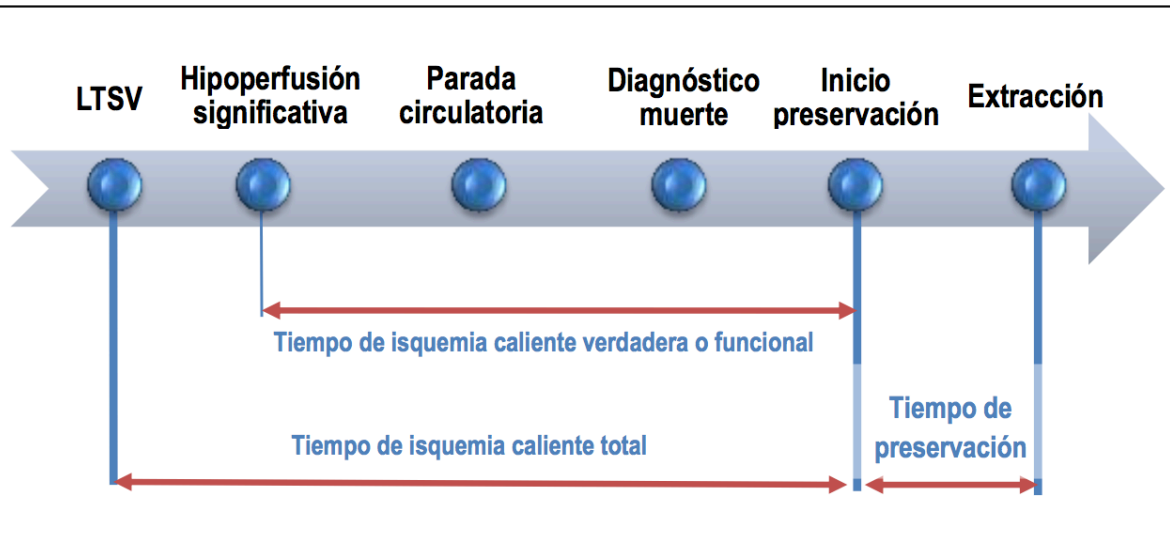 LTSV
Hipoperfusión
significativa
Parada
circulatoria
Diagnóstico
muerte
Inicio
preservación
Extracción
Tiempo de isquemia caliente verdadera o funcional
Tiempo de isquemia caliente total
Tiempo de
preservación